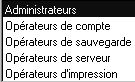 Administrateurs
Opérateurs de compte
Opérateurs de sauvegarde
Opérateurs de serveur
Opérateurs d'impression